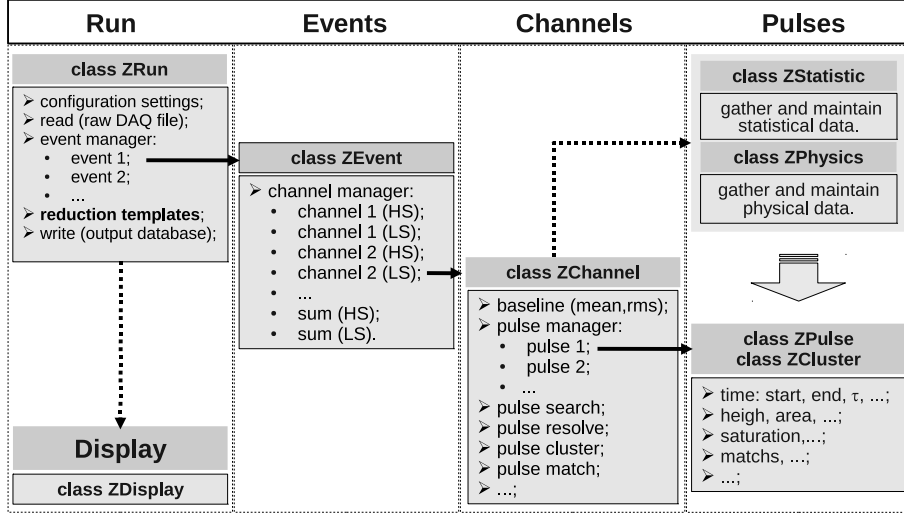 Run
Events
Channels
Pulses
class ZRun
➢ configuration settings;
➢ read (raw DAQ file);
➢ event manager:
• event 1;
• event 2;
• ...
➢ reduction templates;
➢ write (output database);
Display
class ZDisplay
class ZEvent
➢ channel manager:
• channel 1 (HS);
• channel 1 (LS);
• channel 2 (HS);
• channel 2 (LS);
• ...
• sum (HS);
• sum (LS).
class ZChannel
➢ baseline (mean,rms);
➢ pulse manager:
• pulse 1;
• pulse 2;
• ...
➢ pulse search;
➢ pulse resolve;
➢ pulse cluster;
➢ pulse match;
➢ ...;
class ZStatistic
gather and maintain
statistical data.
class ZPhysics
gather and maintain
physical data.
class ZPulse
class ZCluster
➢ time: start, end, τ, ...;
➢ heigh, area, ...;
➢ saturation,...;
➢ matchs, ...;
➢ ...;